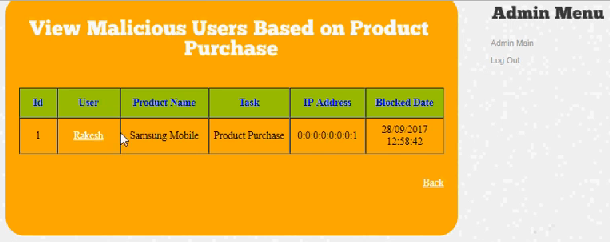 View Malicious Users Based on Product
Purchase
Id User Product Name Task IP Address Blocked Date
1 Rakesh Samsung Mobile Product Purchase 0:0:0:0:0:0:0:1 28/09/2017
12:58:42
Back
Admin Menu
Admin Main
Log Out